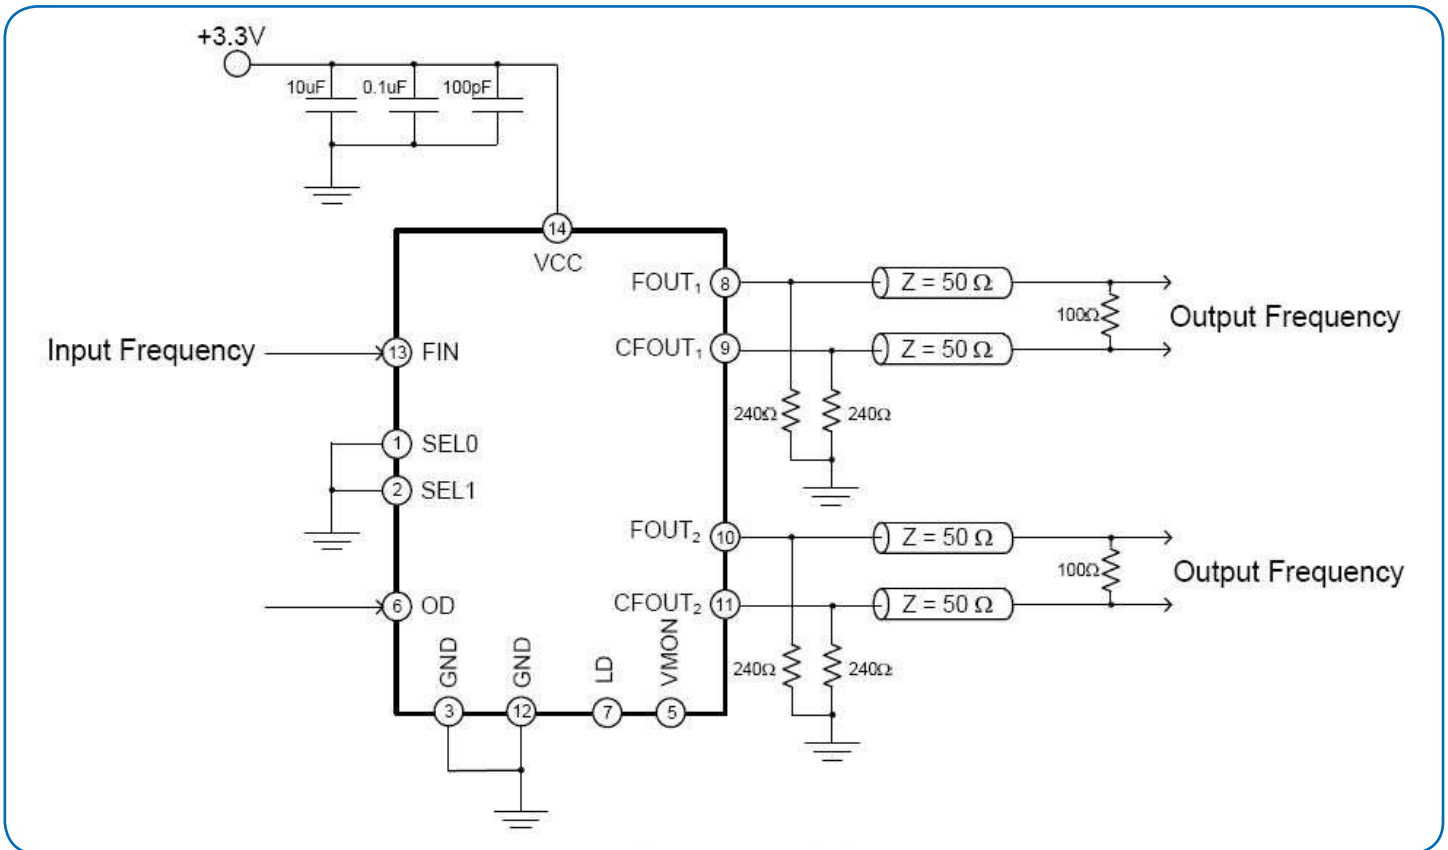 +3.3V
10uF 0.1uF 100pF
14
VCC
FOUT₁ 8 Z = 50 Ω
100Ω Output Frequency
CFOUT₁ 9 Z = 50 Ω
Input Frequency 13 FIN
240Ω 240Ω
1 SEL0
2 SEL1
FOUT₂ 10 Z = 50 Ω
100Ω Output Frequency
CFOUT₂ 11 Z = 50 Ω
6 OD
240Ω 240Ω
GND GND LD VMON
3 12 7 5